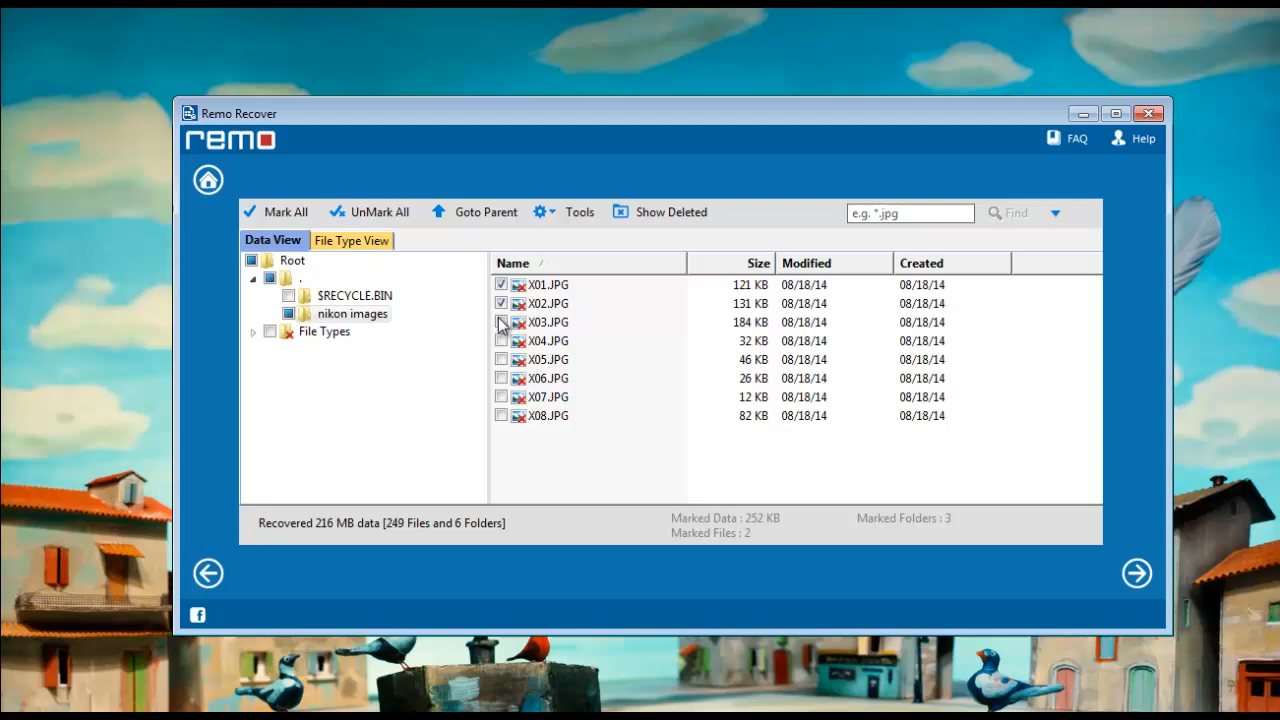 Remo Recover
remo
FAQ Help
Mark All UnMark All Goto Parent Tools Show Deleted e.g. *.jpg Find
Data View File Type View
Root
.
$RECYCLE.BIN
nikon images
File Types
Name Size Modified Created
X01.JPG 121 KB 08/18/14 08/18/14
X02.JPG 131 KB 08/18/14 08/18/14
X03.JPG 184 KB 08/18/14 08/18/14
X04.JPG 32 KB 08/18/14 08/18/14
X05.JPG 46 KB 08/18/14 08/18/14
X06.JPG 26 KB 08/18/14 08/18/14
X07.JPG 12 KB 08/18/14 08/18/14
X08.JPG 82 KB 08/18/14 08/18/14
Recovered 216 MB data [249 Files and 6 Folders]
Marked Data : 252 KB Marked Folders : 3
Marked Files : 2
f